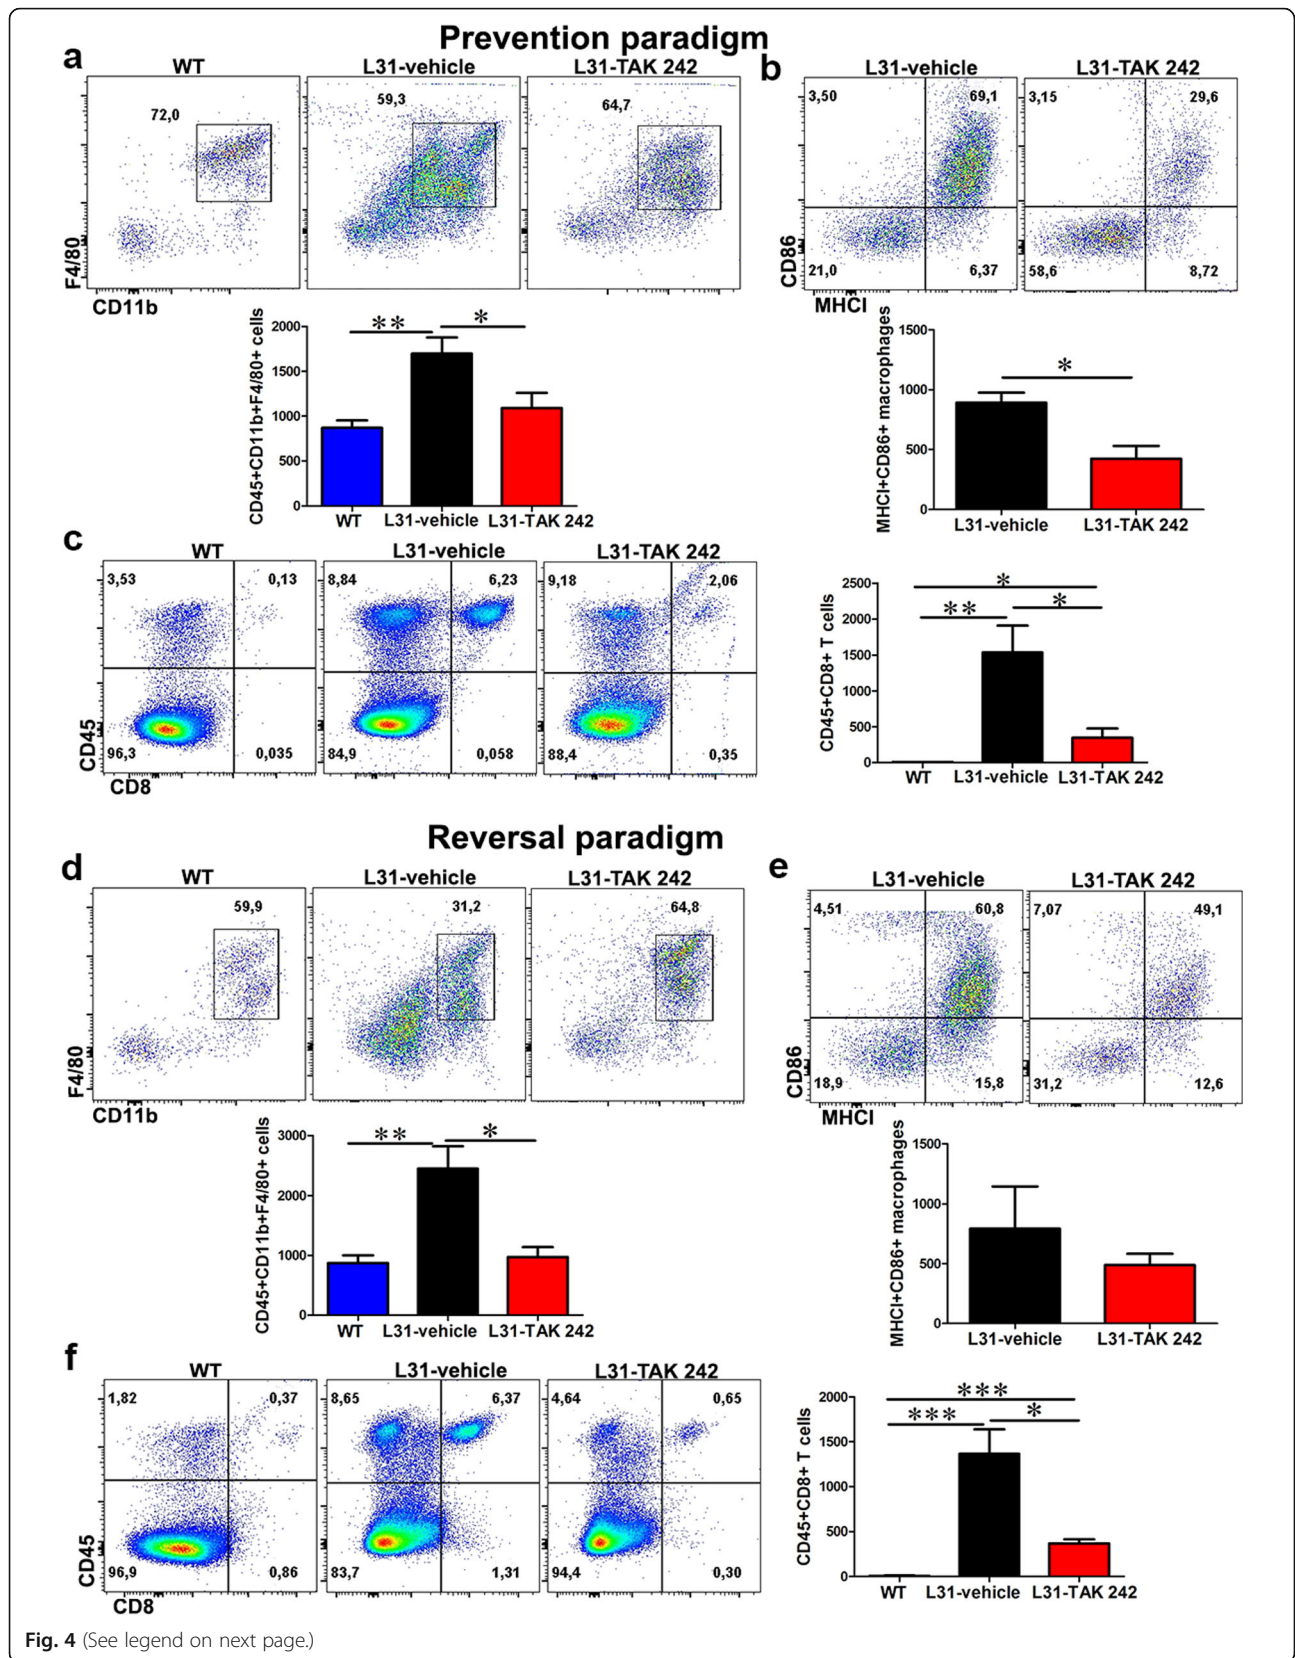 Prevention paradigm
a
WT
L31-vehicle
L31-TAK 242
72,0
59,3
64,7
F4/80
CD11b
b
L31-vehicle
L31-TAK 242
3,50
69,1
3,15
29,6
21,0
6,37
58,6
8,72
CD86
MHCI
CD45+CD11b+F4/80+ cells
2000
1500
1000
500
0
**
*
WT
L31-vehicle
L31-TAK 242
MHCI+CD86+ macrophages
1500
1000
500
0
*
L31-vehicle
L31-TAK 242
c
WT
L31-vehicle
L31-TAK 242
3,53
0,13
8,84
6,23
9,18
2,06
96,3
0,035
84,9
0,058
88,4
0,35
CD45
CD8
CD45+CD8+ T cells
2500
2000
1500
1000
500
0
*
**
*
WT
L31-vehicle
L31-TAK 242
Reversal paradigm
d
WT
L31-vehicle
L31-TAK 242
59,9
31,2
64,8
F4/80
CD11b
e
L31-vehicle
L31-TAK 242
4,51
60,8
7,07
49,1
18,9
15,8
31,2
12,6
CD86
MHCI
CD45+CD11b+F4/80+ cells
3000
2000
1000
0
**
*
WT
L31-vehicle
L31-TAK 242
MHCI+CD86+ macrophages
1500
1000
500
0
L31-vehicle
L31-TAK 242
f
WT
L31-vehicle
L31-TAK 242
1,82
0,37
8,65
6,37
4,64
0,65
96,9
0,86
83,7
1,31
94,4
0,30
CD45
CD8
CD45+CD8+ T cells
2000
1500
1000
500
0
***
***
*
WT
L31-vehicle
L31-TAK 242
Fig. 4 (See legend on next page.)